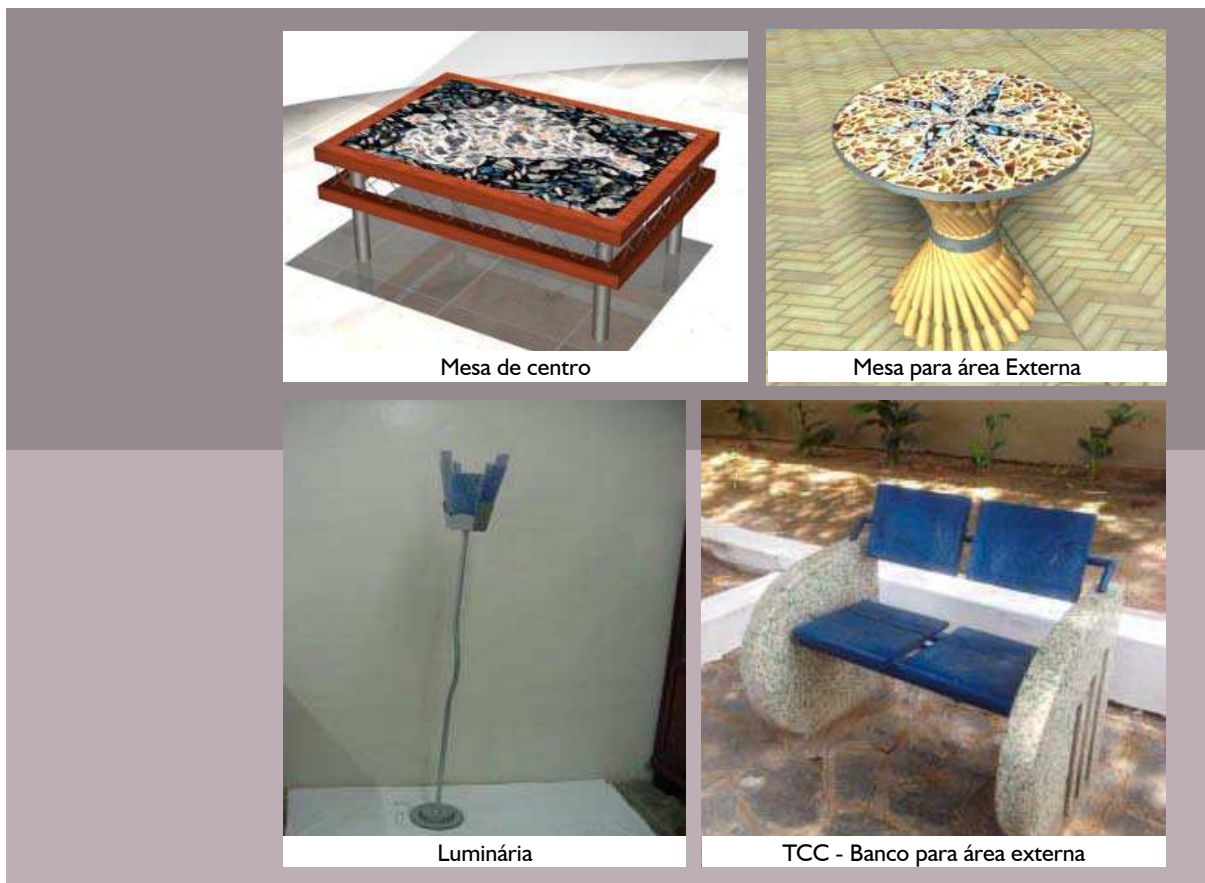 Mesa de centro
Mesa para área Externa
Luminária
TCC - Banco para área externa